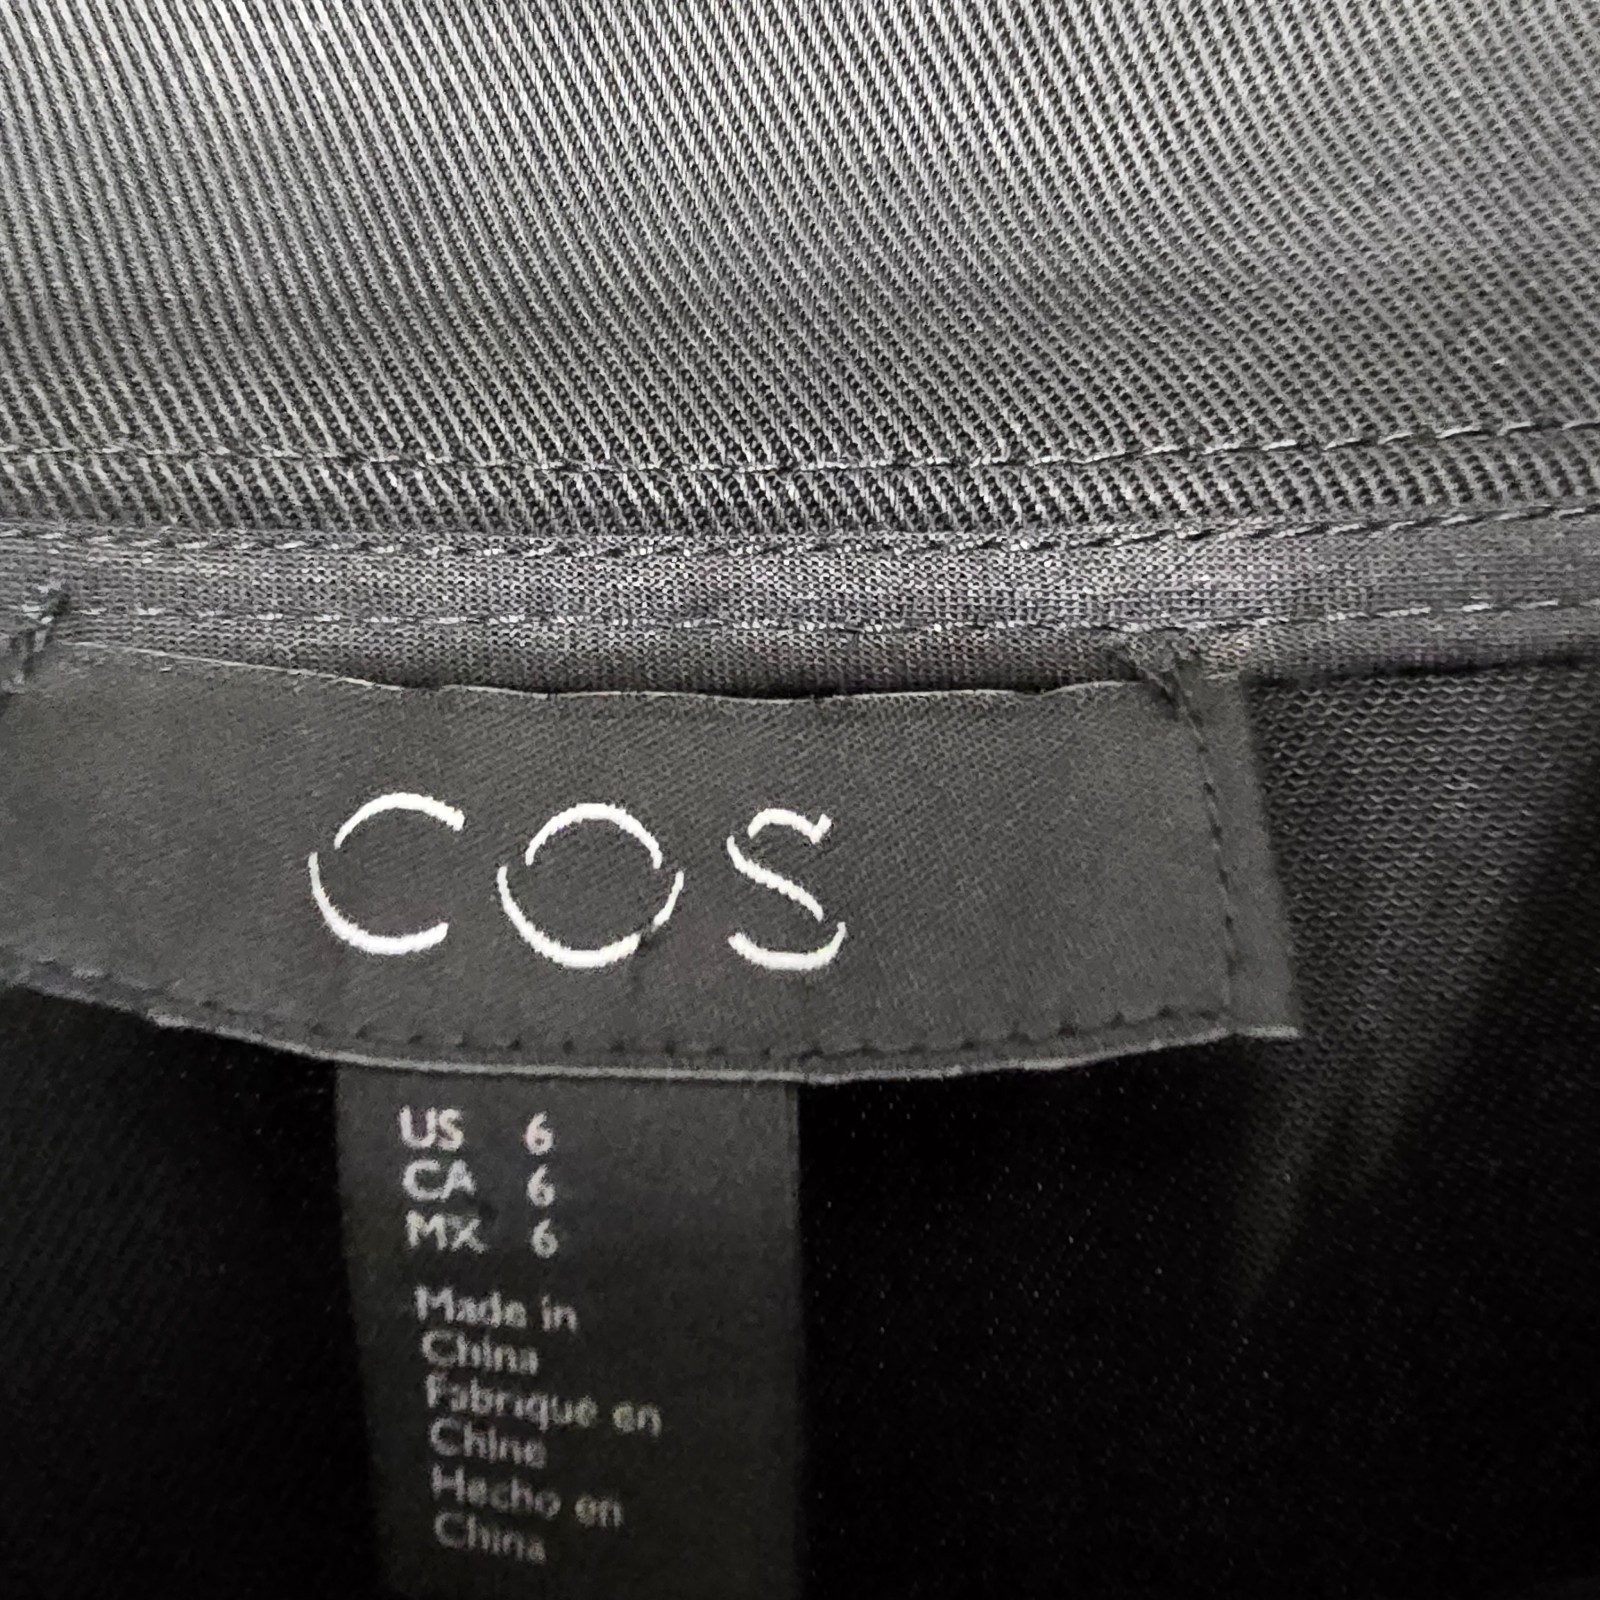 COS
US 6
CA 6
MX 6
Made in
China
Fabriqué en
Chine
Hecho en
China